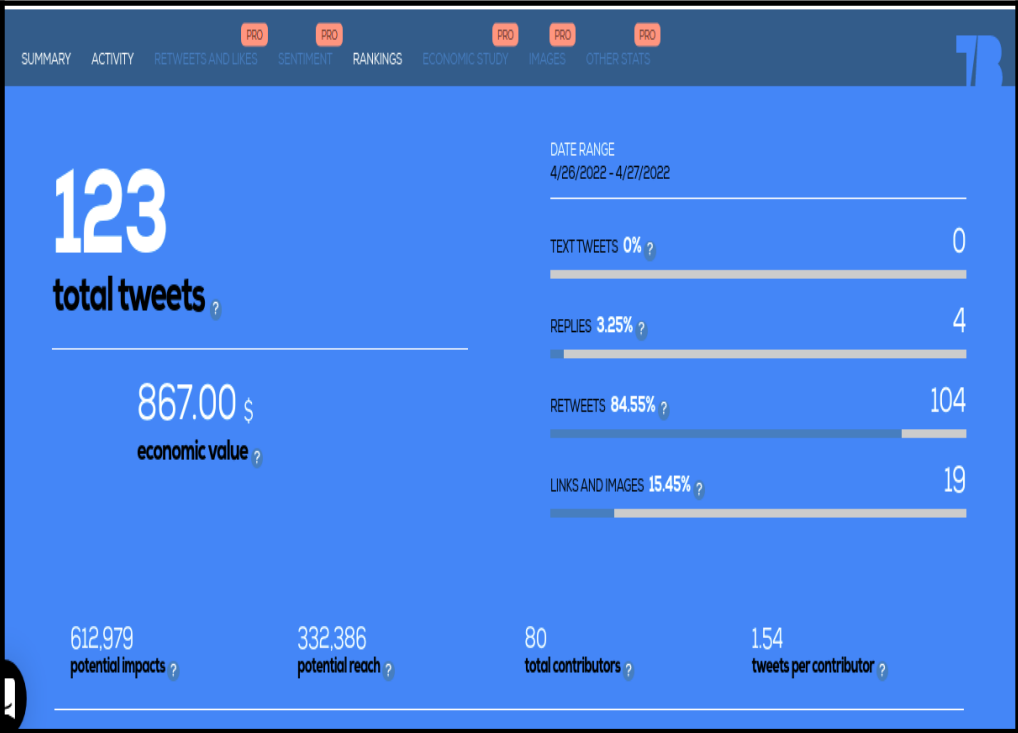 PRO PRO PRO PRO PRO
SUMMARY ACTIVITY RETWEETS AND LIKES SENTIMENT RANKINGS ECONOMIC STUDY IMAGES OTHER STATS
TB
123
total tweets ?
867.00 $
economic value ?
DATE RANGE
4/26/2022 - 4/27/2022
TEXT TWEETS 0% ? 0
REPLIES 3.25% ? 4
RETWEETS 84.55% ? 104
LINKS AND IMAGES 15.45% ? 19
612,979
potential impacts ?
332,386
potential reach ?
80
total contributors ?
1.54
tweets per contributor ?